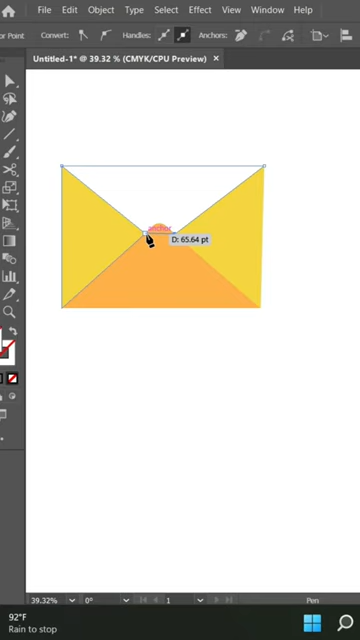 File Edit Object Type Select Effect View Window Help
or Point Convert: Handles: Anchors:
Untitled-1* @ 39.32 % (CMYK/CPU Preview) ×
anchor
D: 65.64 pt
39.32% 0° 1 Pen
92°F
Rain to stop